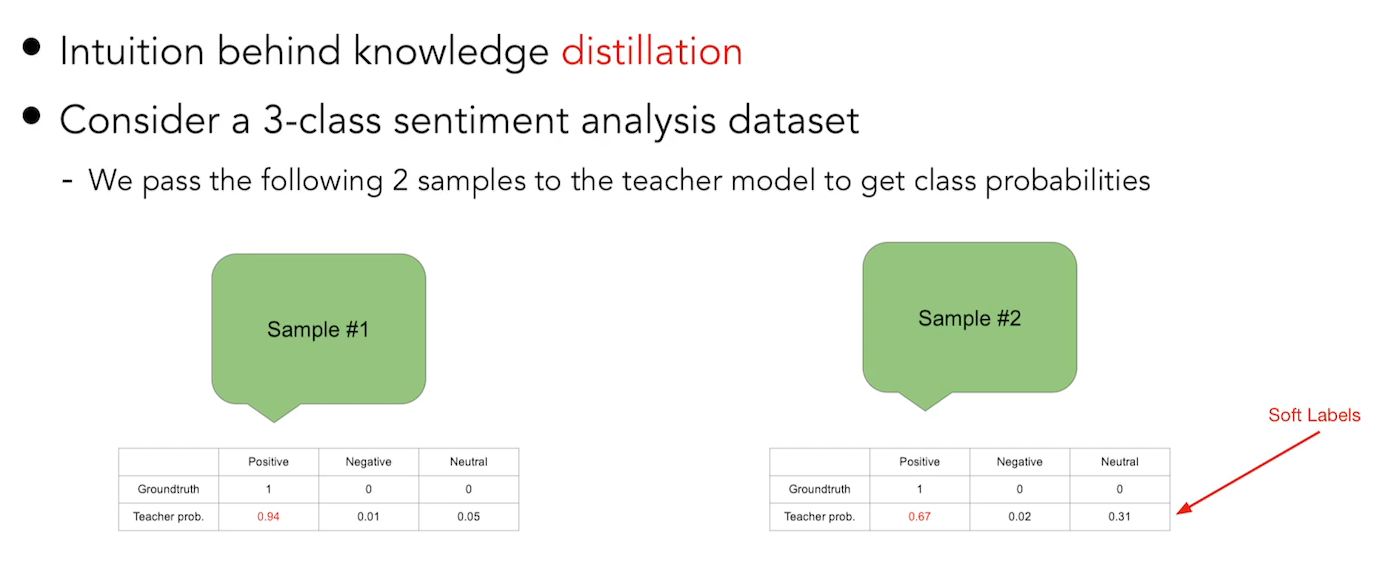 Intuition behind knowledge distillation
Consider a 3-class sentiment analysis dataset
- We pass the following 2 samples to the teacher model to get class probabilities
Sample #1
Sample #2
Soft Labels
Positive Negative Neutral
Groundtruth 1 0 0
Teacher prob. 0.94 0.01 0.05
Positive Negative Neutral
Groundtruth 1 0 0
Teacher prob. 0.67 0.02 0.31